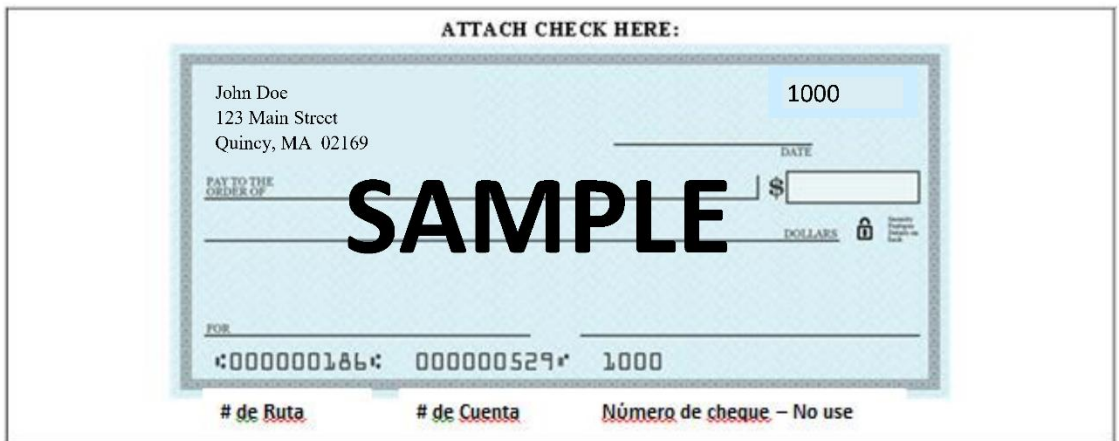 ATTACH CHECK HERE:
John Doe
123 Main Street
Quincy, MA 02169
1000
DATE
PAY TO THE
ORDER OF
$
SAMPLE
DOLLARS
FOR
⑆000000186⑆ 000000529⑈ 1000
# de Ruta # de Cuenta Número de cheque – No use